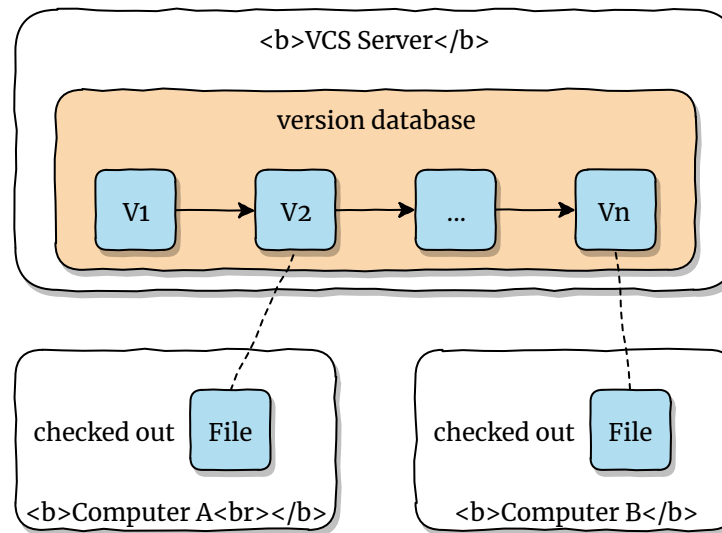 <b>VCS Server</b>
version database
V1 V2 ... Vn
checked out File checked out File
<b>Computer A<br></b> <b>Computer B</b>